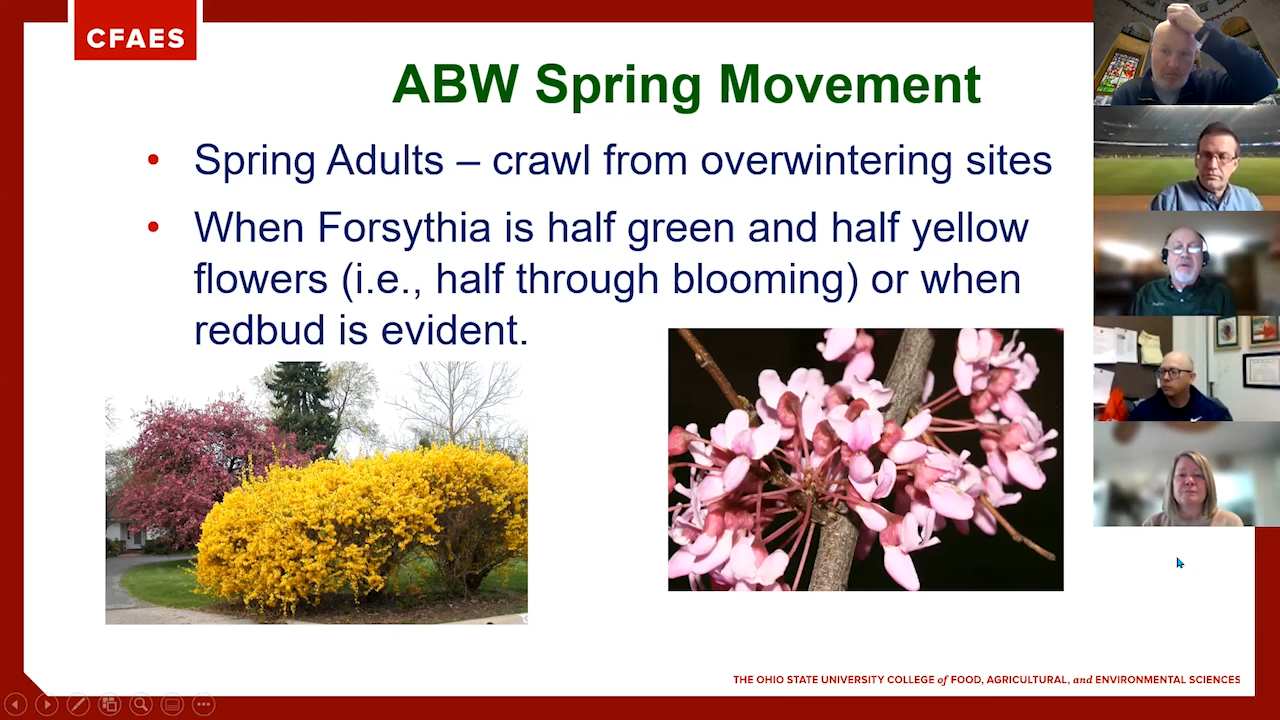 CFAES
ABW Spring Movement
• Spring Adults – crawl from overwintering sites
• When Forsythia is half green and half yellow
flowers (i.e., half through blooming) or when
redbud is evident.
THE OHIO STATE UNIVERSITY COLLEGE of FOOD, AGRICULTURAL, and ENVIRONMENTAL SCIENCES